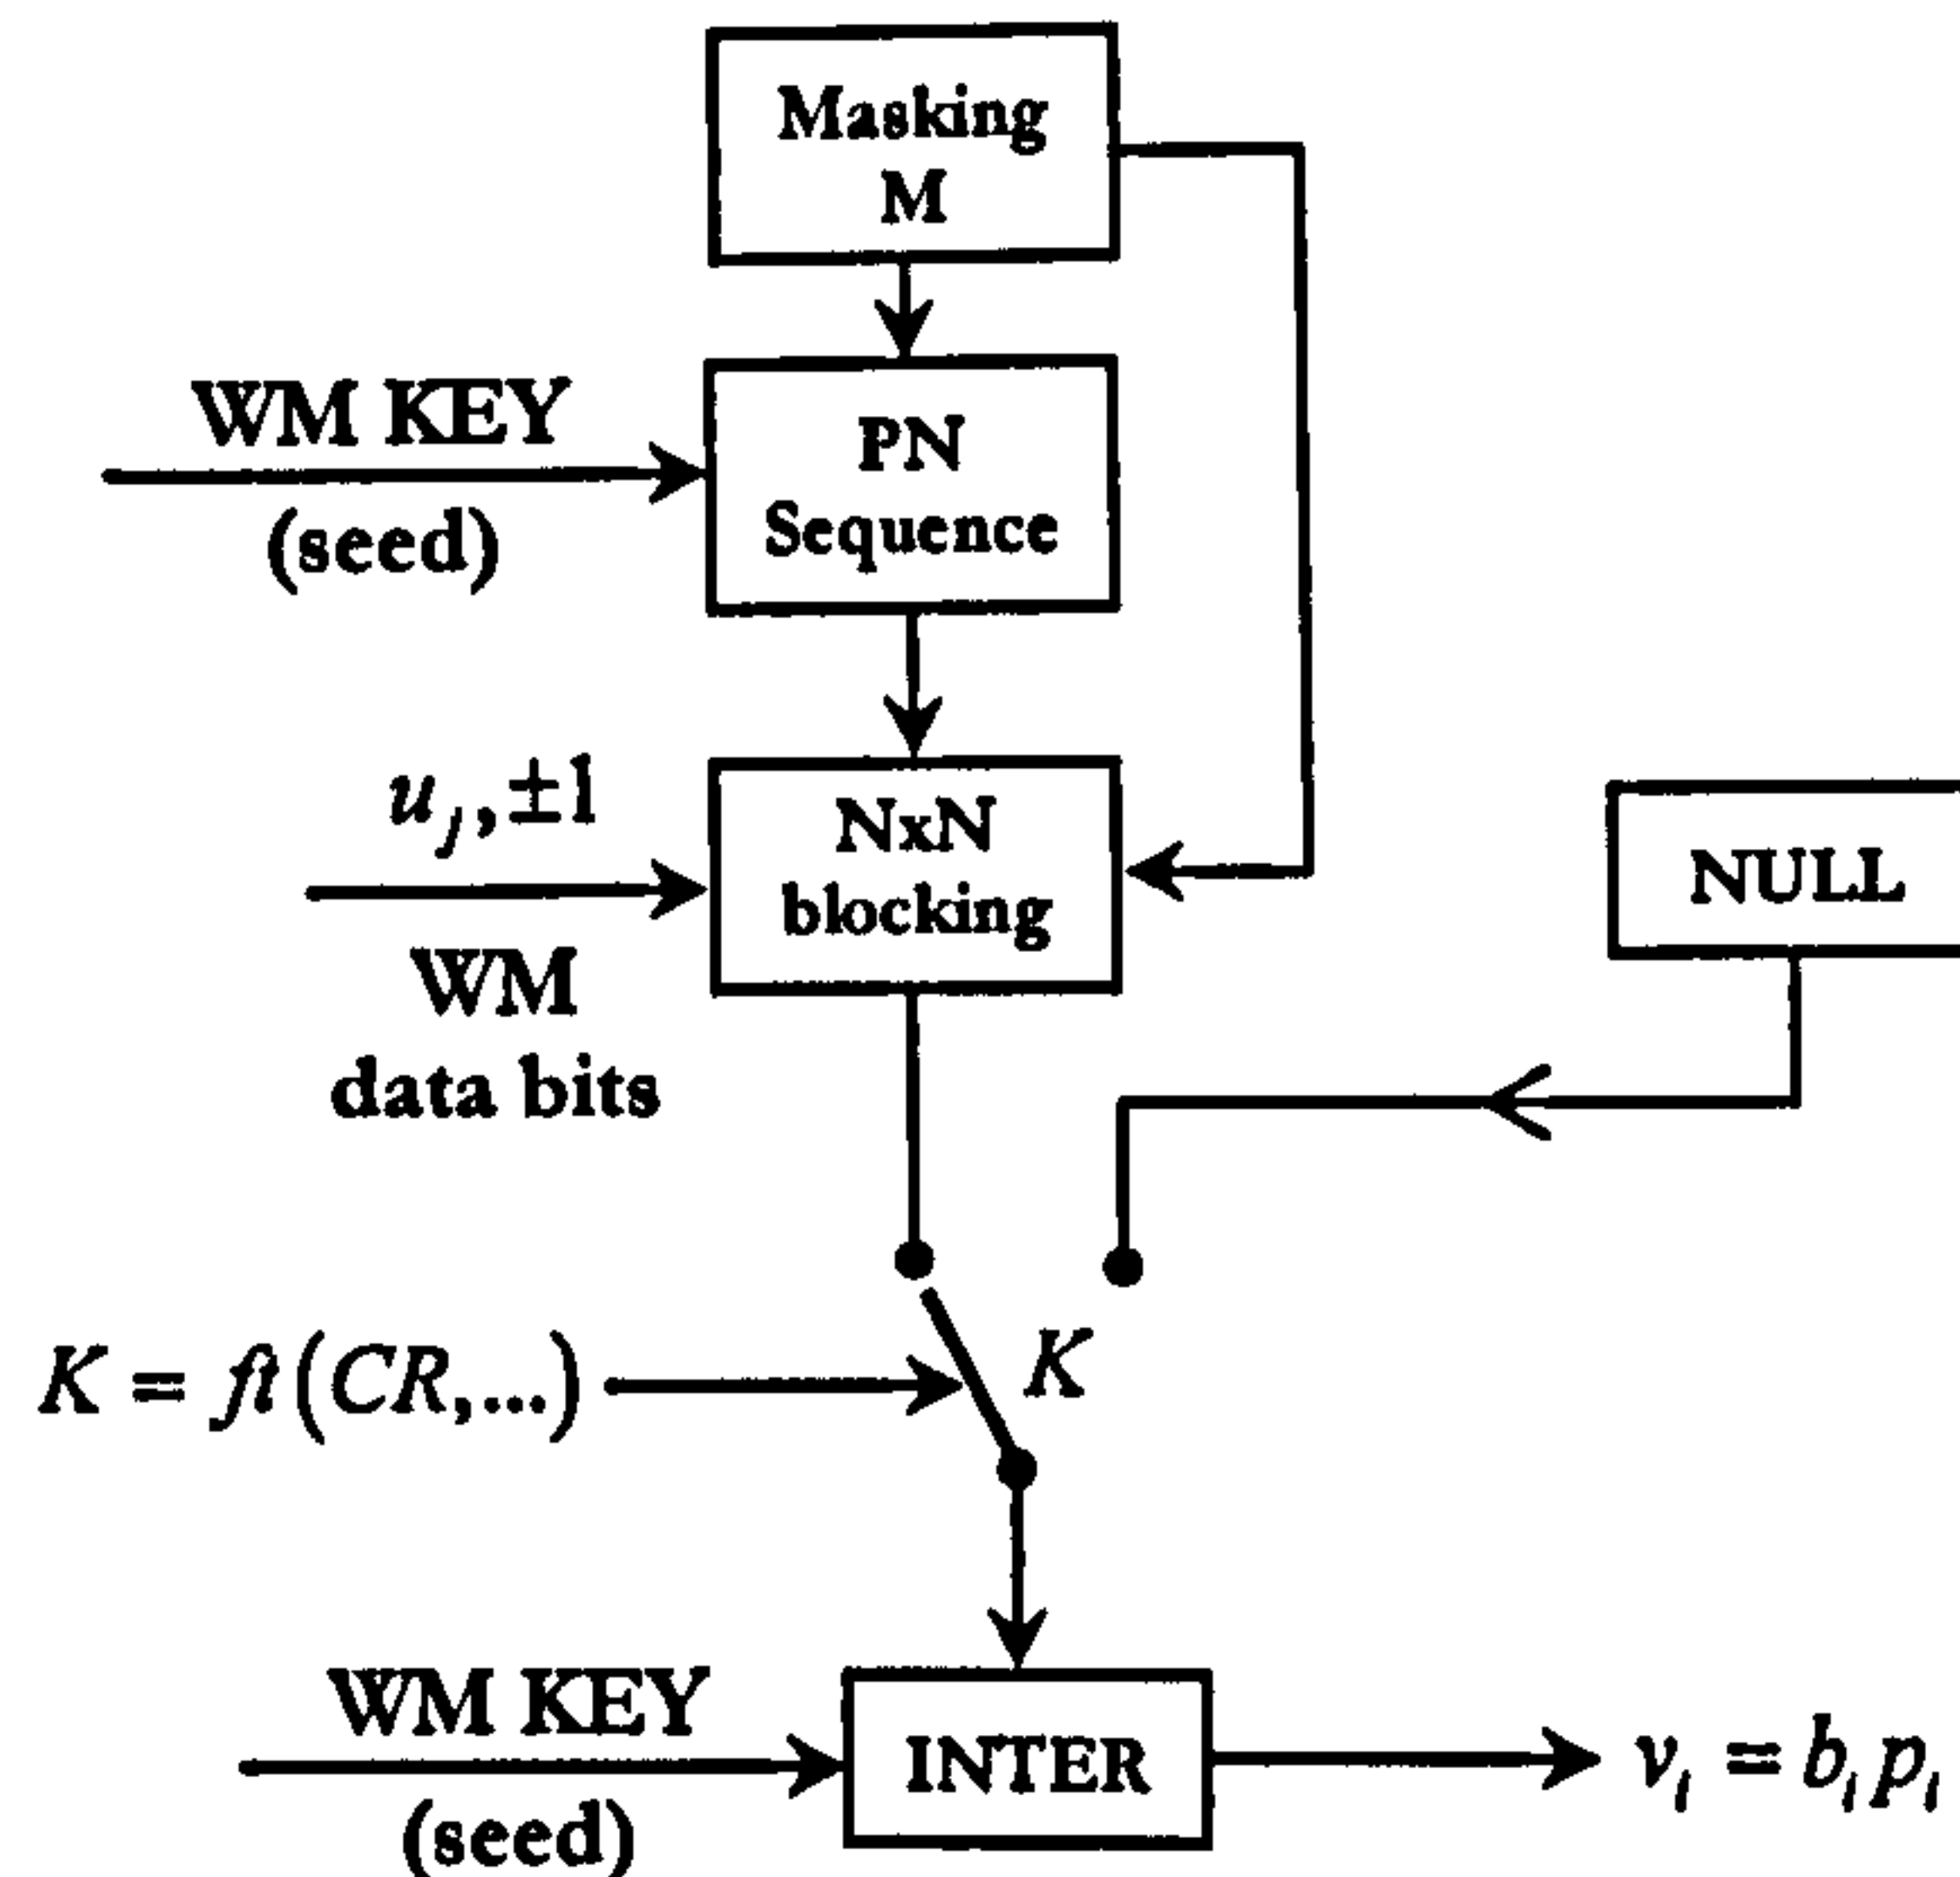 Masking
M
WM KEY
(seed)
PN
Sequence
u_j, ±1
WM
data bits
NxN
blocking
NULL
K = fl(CR,...)
K
WM KEY
(seed)
INTER
v_i = b_i p_i